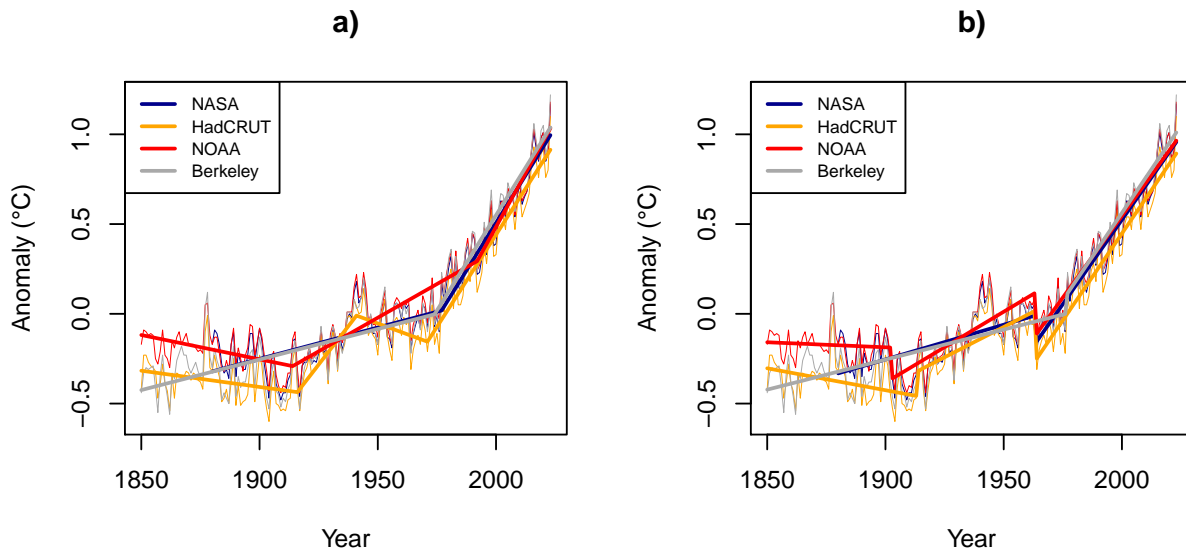 a)
NASA
HadCRUT
NOAA
Berkeley
Anomaly (°C)
1.0
0.5
0.0
−0.5
1850 1900 1950 2000
Year
b)
NASA
HadCRUT
NOAA
Berkeley
Anomaly (°C)
1.0
0.5
0.0
−0.5
1850 1900 1950 2000
Year